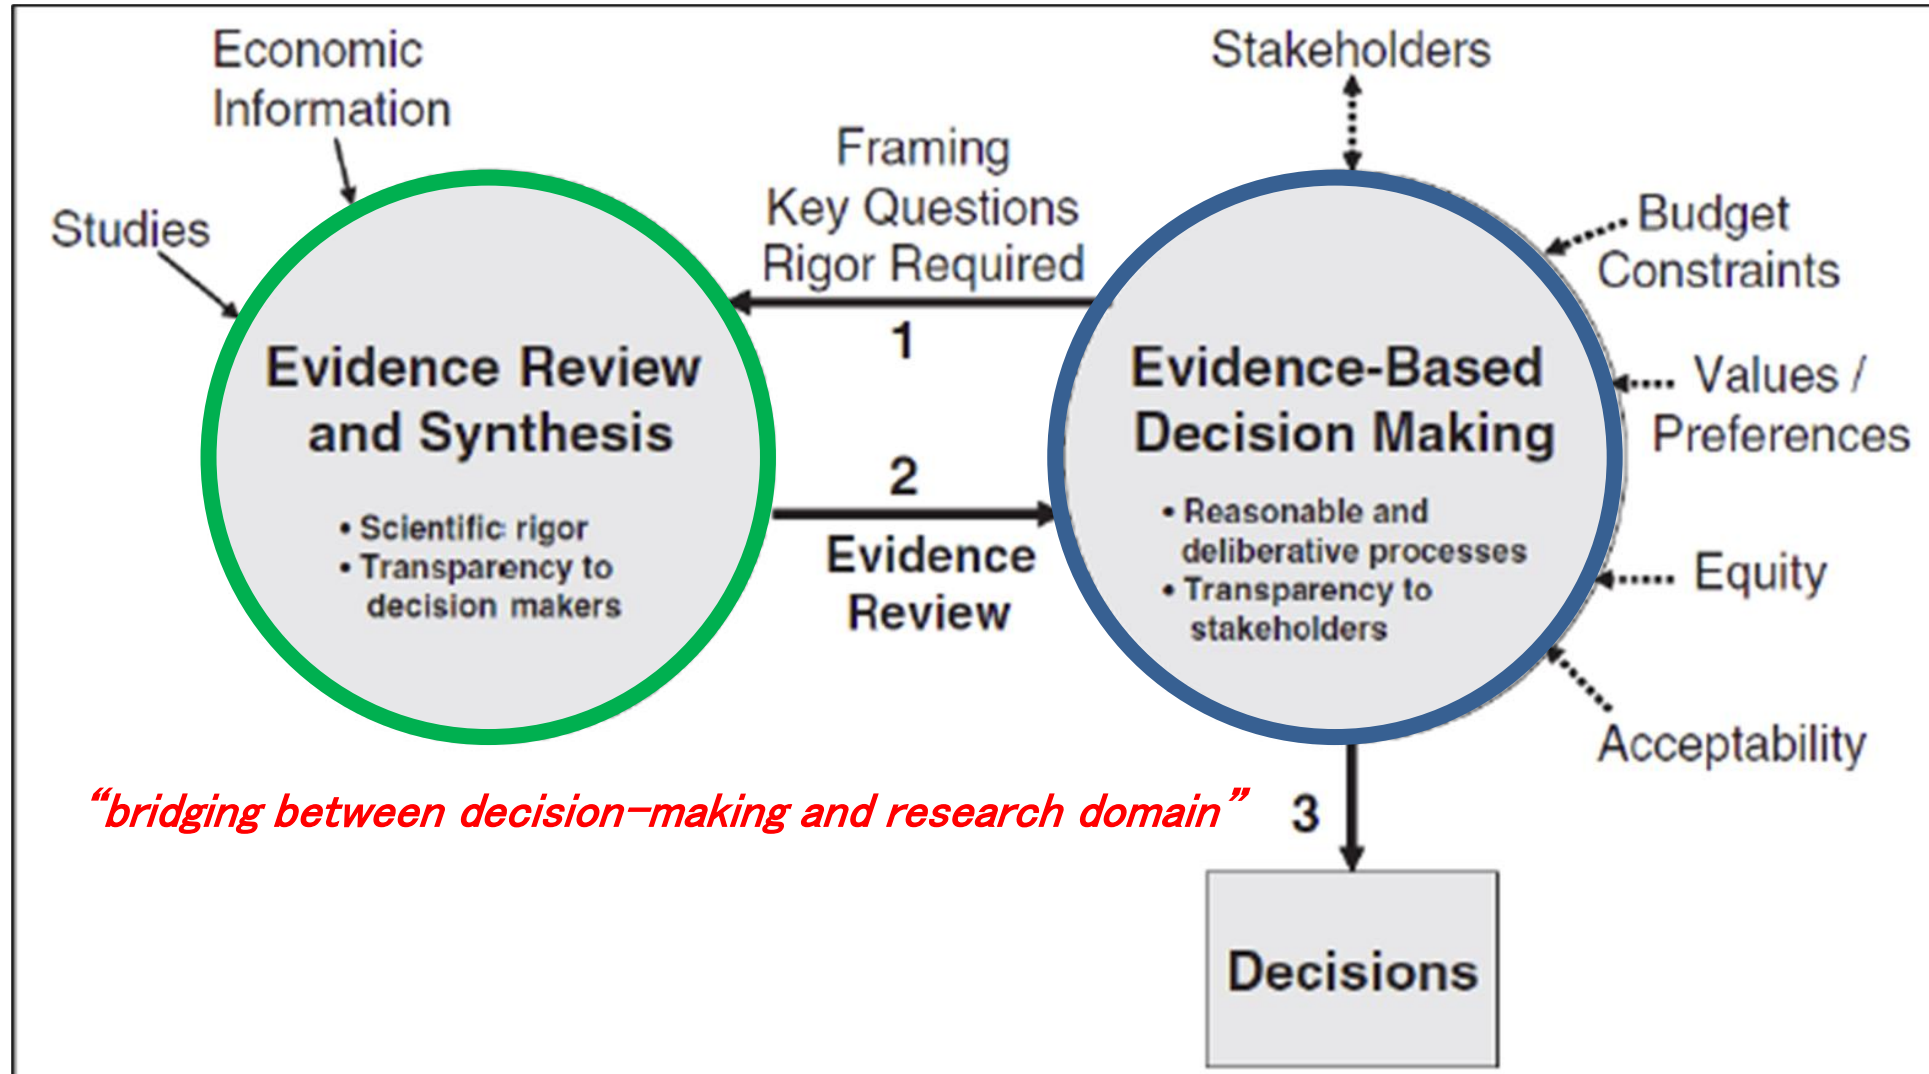 Economic
Information
Studies
Evidence Review
and Synthesis
• Scientific rigor
• Transparency to
decision makers
Framing
Key Questions
Rigor Required
1
2
Evidence
Review
Stakeholders
Evidence-Based
Decision Making
• Reasonable and
deliberative processes
• Transparency to
stakeholders
Budget
Constraints
Values /
Preferences
Equity
Acceptability
“bridging between decision-making and research domain”
3
Decisions